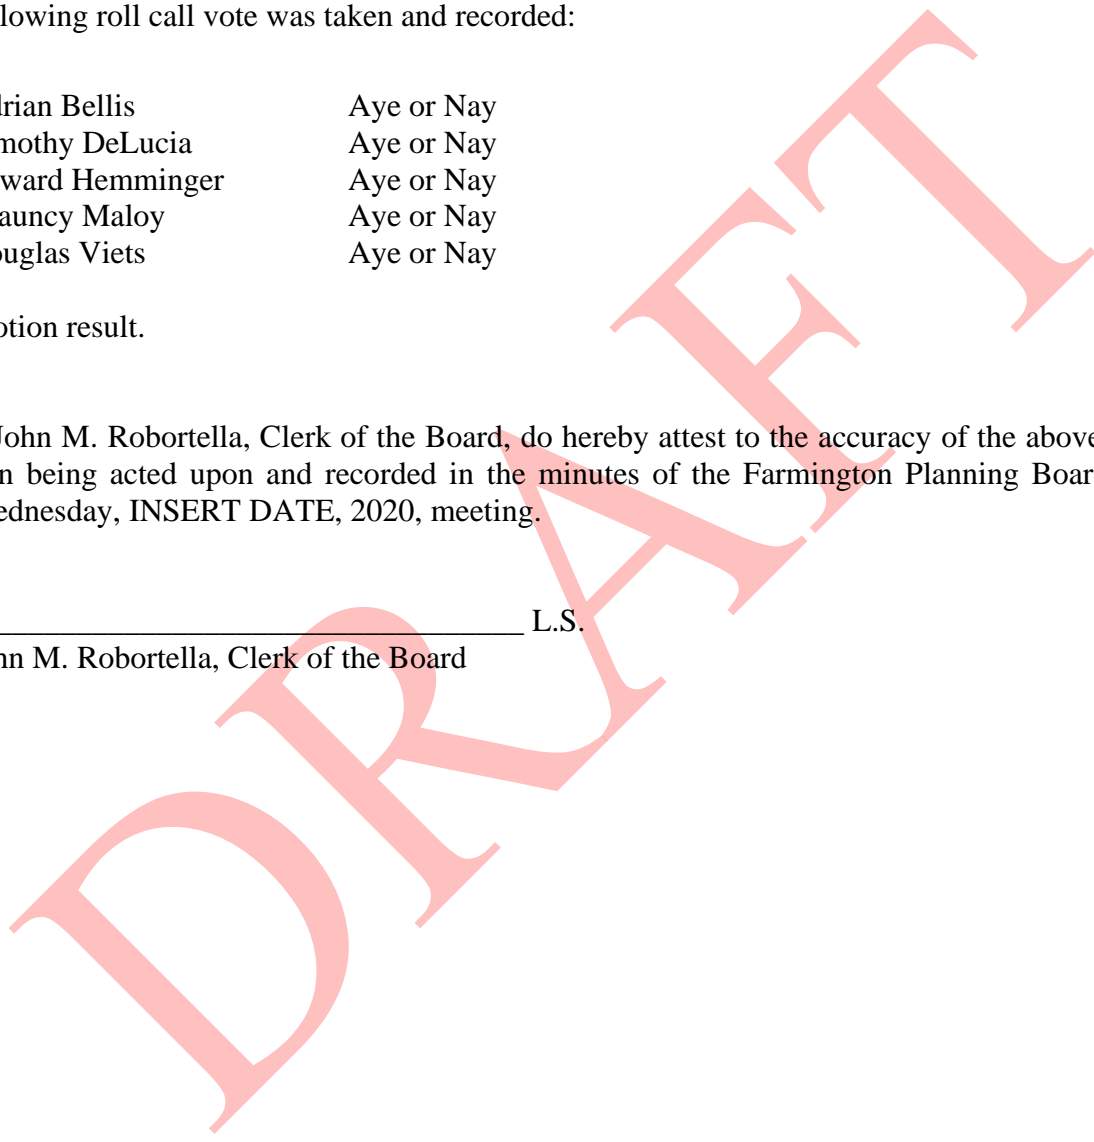 lowing roll call vote was taken and recorded:
rian Bellis Aye or Nay
mothy DeLucia Aye or Nay
ward Hemminger Aye or Nay
auncy Maloy Aye or Nay
ouglas Viets Aye or Nay
otion result.
John M. Robortella, Clerk of the Board, do hereby attest to the accuracy of the above
n being acted upon and recorded in the minutes of the Farmington Planning Boar
ednesday, INSERT DATE, 2020, meeting.
_________________________________ L.S.
hn M. Robortella, Clerk of the Board
DRAFT